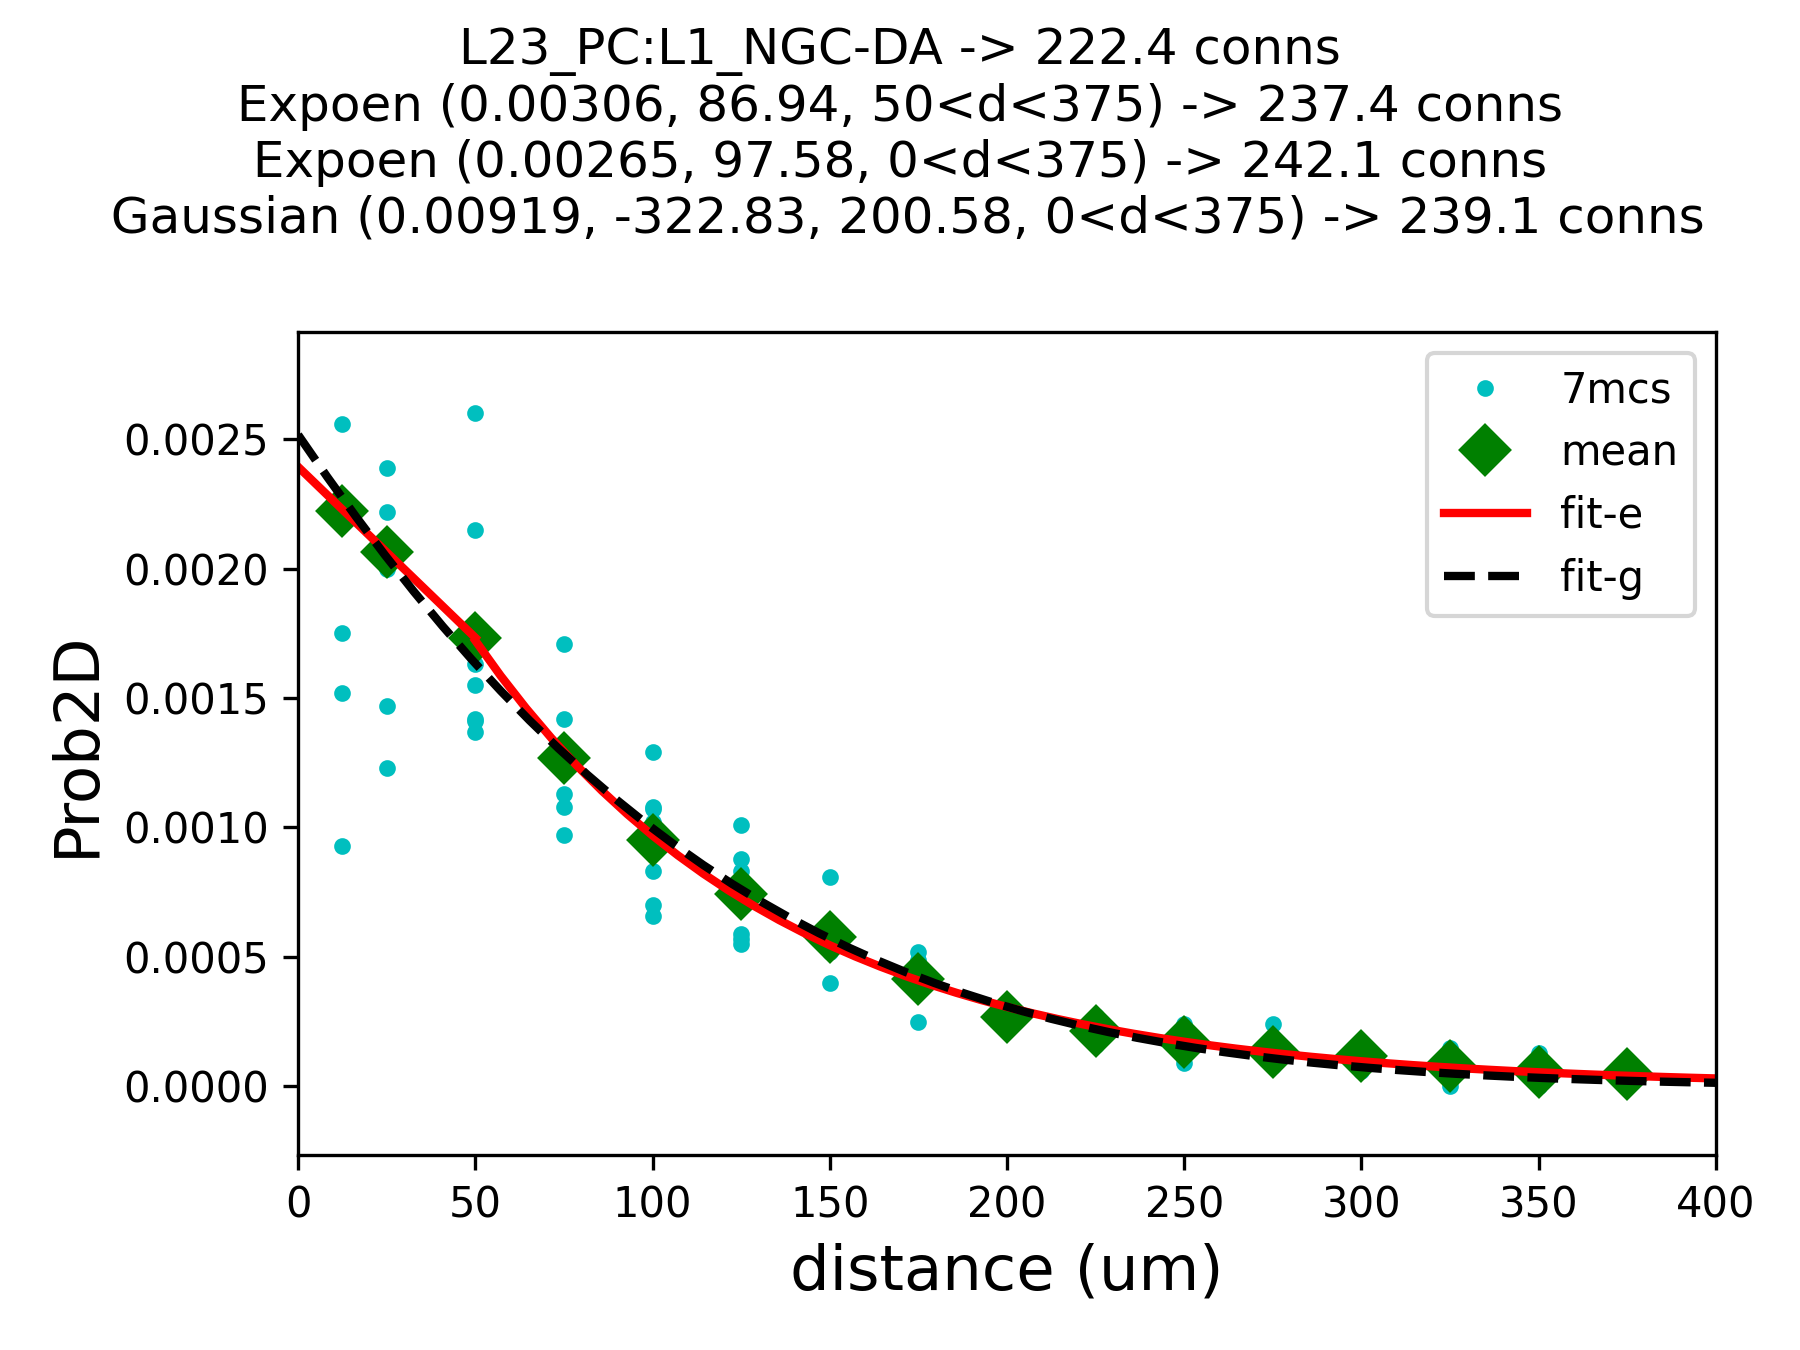 L23_PC:L1_NGC-DA -> 222.4 conns
Expoen (0.00306, 86.94, 50<d<375) -> 237.4 conns
Expoen (0.00265, 97.58, 0<d<375) -> 242.1 conns
Gaussian (0.00919, -322.83, 200.58, 0<d<375) -> 239.1 conns
7mcs
mean
fit-e
fit-g
0.0025
0.0020
0.0015
0.0010
0.0005
0.0000
Prob2D
0 50 100 150 200 250 300 350 400
distance (um)